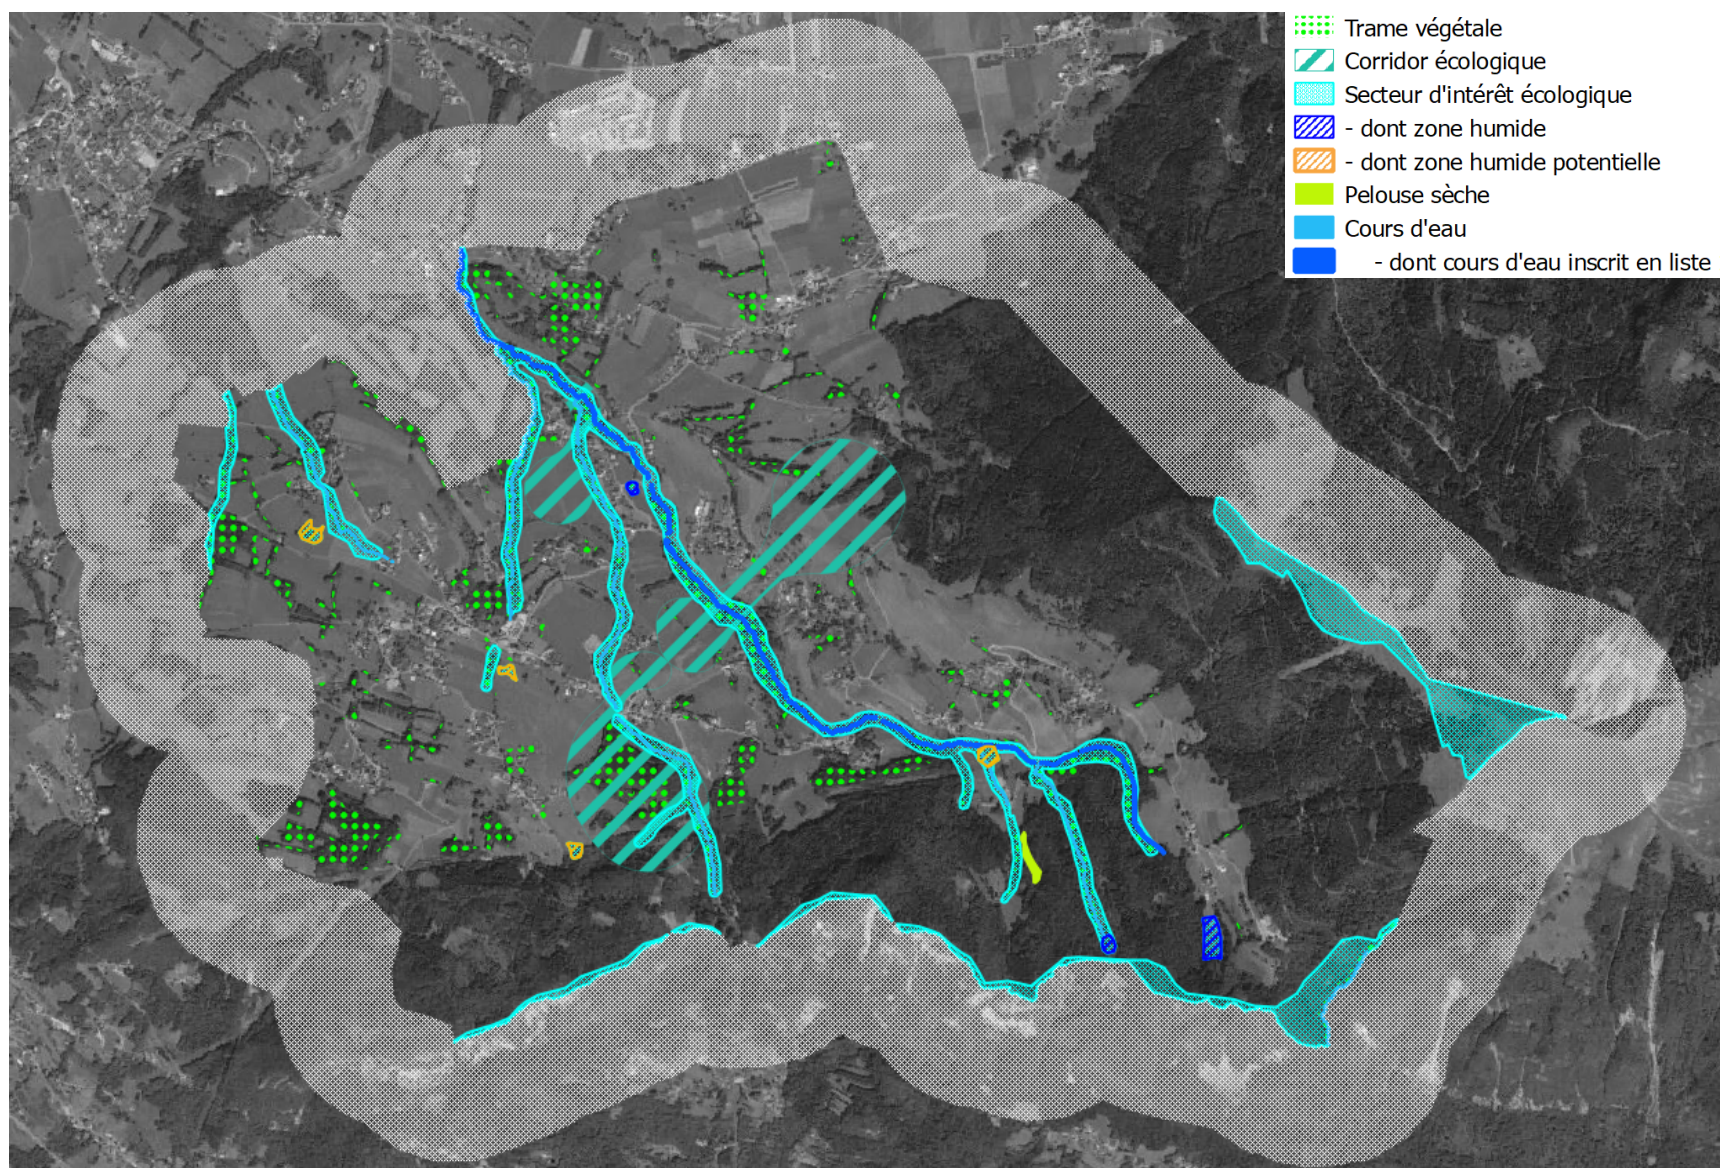 Trame végétale
Corridor écologique
Secteur d'intérêt écologique
- dont zone humide
- dont zone humide potentielle
Pelouse sèche
Cours d'eau
- dont cours d'eau inscrit en liste